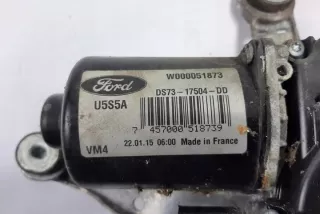 W000051873
Ford
DS73-17504-DD
U5S5A
7 457000 518739
VM4
22.01.15 06:00 Made in France